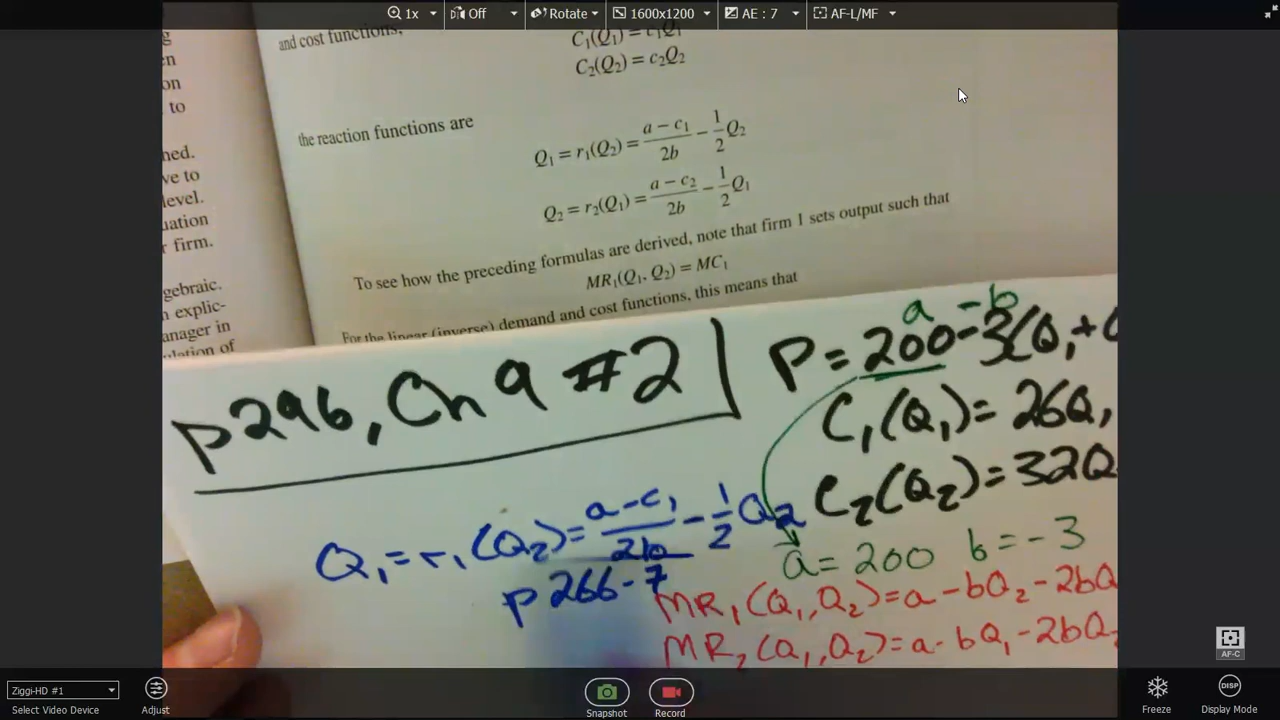 1x
Off
Rotate
1600x1200
AE : 7
AF-L/MF
and cost functions,
C₁(Q₁) = c₁Q₁
C₂(Q₂) = c₂Q₂
on
to
the reaction functions are
Q₁ = r₁(Q₂) = (a − c₁)/2b − 1/2 Q₂
Q₂ = r₂(Q₁) = (a − c₂)/2b − 1/2 Q₁
ned.
ve to
level.
uation
r firm.
To see how the preceding formulas are derived, note that firm 1 sets output such that
MR₁(Q₁, Q₂) = MC₁
For the linear (inverse) demand and cost functions, this means that
gebraic.
n explic-
anager in
ulation of
p296, Ch 9 #2
a -b
P = 200-3(Q₁+
C₁(Q₁)= 26Q₁
C₂(Q₂)= 32Q
Q₁=r₁(Q₂)= (a-c₁)/2b - 1/2 Q₂
p 266-7
a= 200 b= -3
MR₁(Q₁,Q₂)=a-bQ₂-2bQ
MR₂(Q₁,Q₂)=a-bQ₁-2bQ
AF-C
Ziggi-HD #1
Select Video Device
Adjust
Snapshot
Record
Freeze
DISP
Display Mode